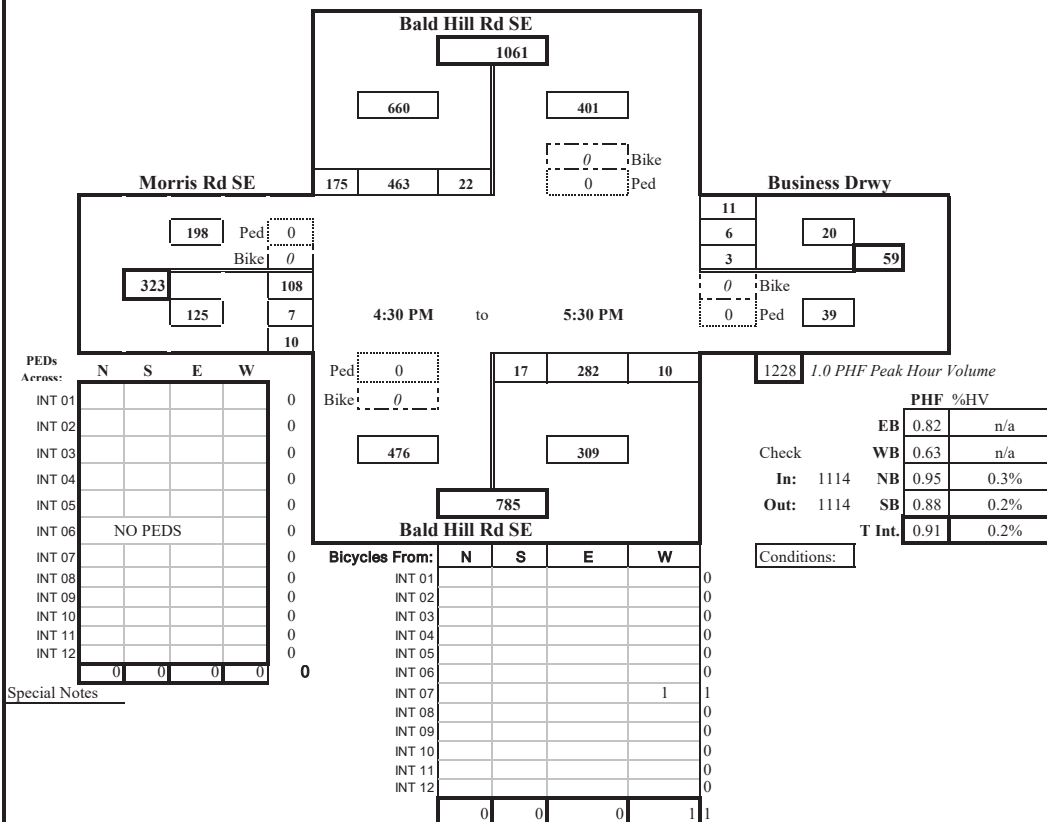 Bald Hill Rd SE
1061
660 401
0 Bike
Morris Rd SE 175 463 22 0 Ped Business Drwy
11
198 Ped 0 6 20
Bike 0 3 59
323 108 0 Bike
125 7 4:30 PM to 5:30 PM 0 Ped 39
10
PEDs Across: N S E W Ped 0 17 282 10 1228 1.0 PHF Peak Hour Volume
INT 01 0 Bike 0 PHF %HV
INT 02 0 EB 0.82 n/a
INT 03 0 476 309 Check WB 0.63 n/a
INT 04 0 In: 1114 NB 0.95 0.3%
INT 05 0 785 Out: 1114 SB 0.88 0.2%
INT 06 NO PEDS 0 Bald Hill Rd SE T Int. 0.91 0.2%
INT 07 0 Bicycles From: N S E W Conditions:
INT 08 0 INT 01 0
INT 09 0 INT 02 0
INT 10 0 INT 03 0
INT 11 0 INT 04 0
INT 12 0 INT 05 0
0 0 0 0 0 INT 06 0
Special Notes INT 07 1 1
INT 08 0
INT 09 0
INT 10 0
INT 11 0
INT 12 0
0 0 0 1 1